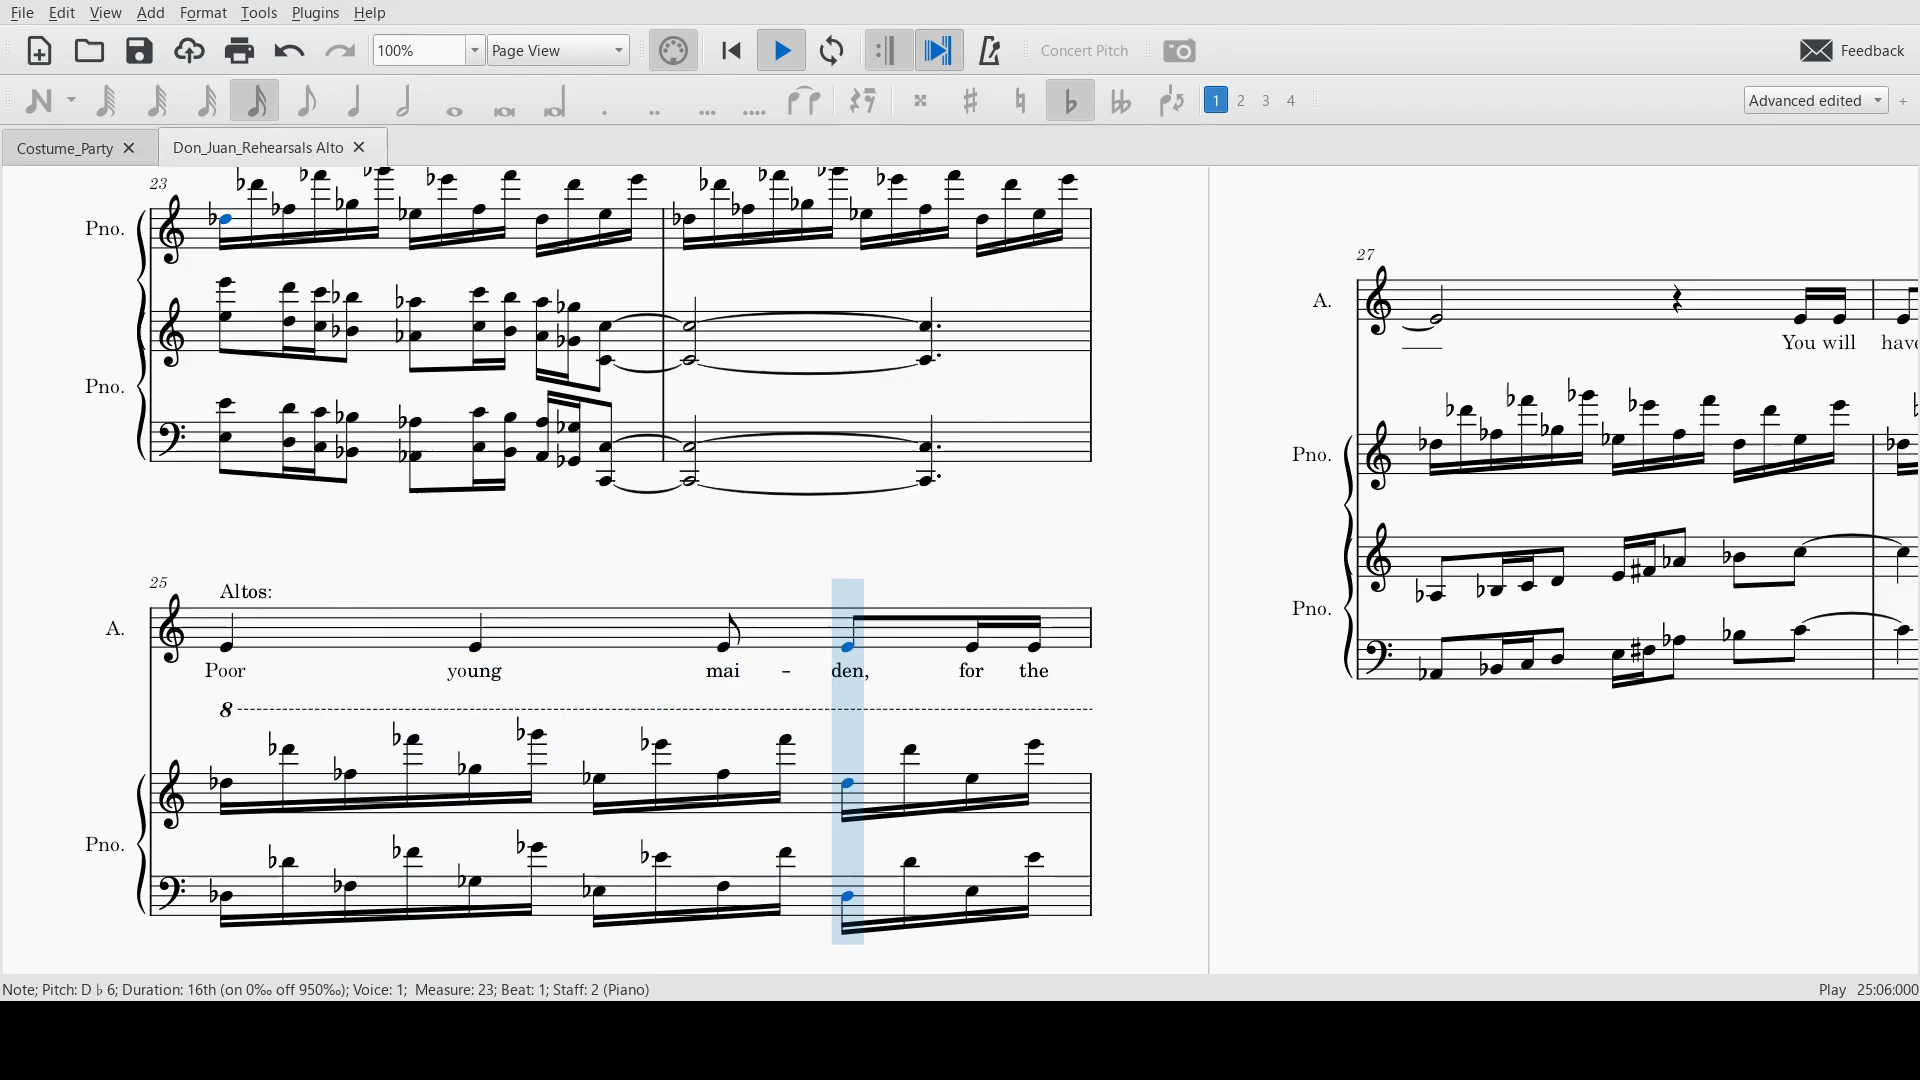 File Edit View Add Format Tools Plugins Help
100% Page View Concert Pitch Feedback
1 2 3 4 Advanced edited +
Costume_Party Don_Juan_Rehearsals Alto
23
Pno.
Pno.
25 Altos:
A.
Poor young mai - den, for the
8
Pno.
27
A.
You will have
Pno.
Pno.
Note; Pitch: D♭6; Duration: 16th (on 0‰ off 950‰); Voice: 1; Measure: 23; Beat: 1; Staff: 2 (Piano) Play 25:06:000